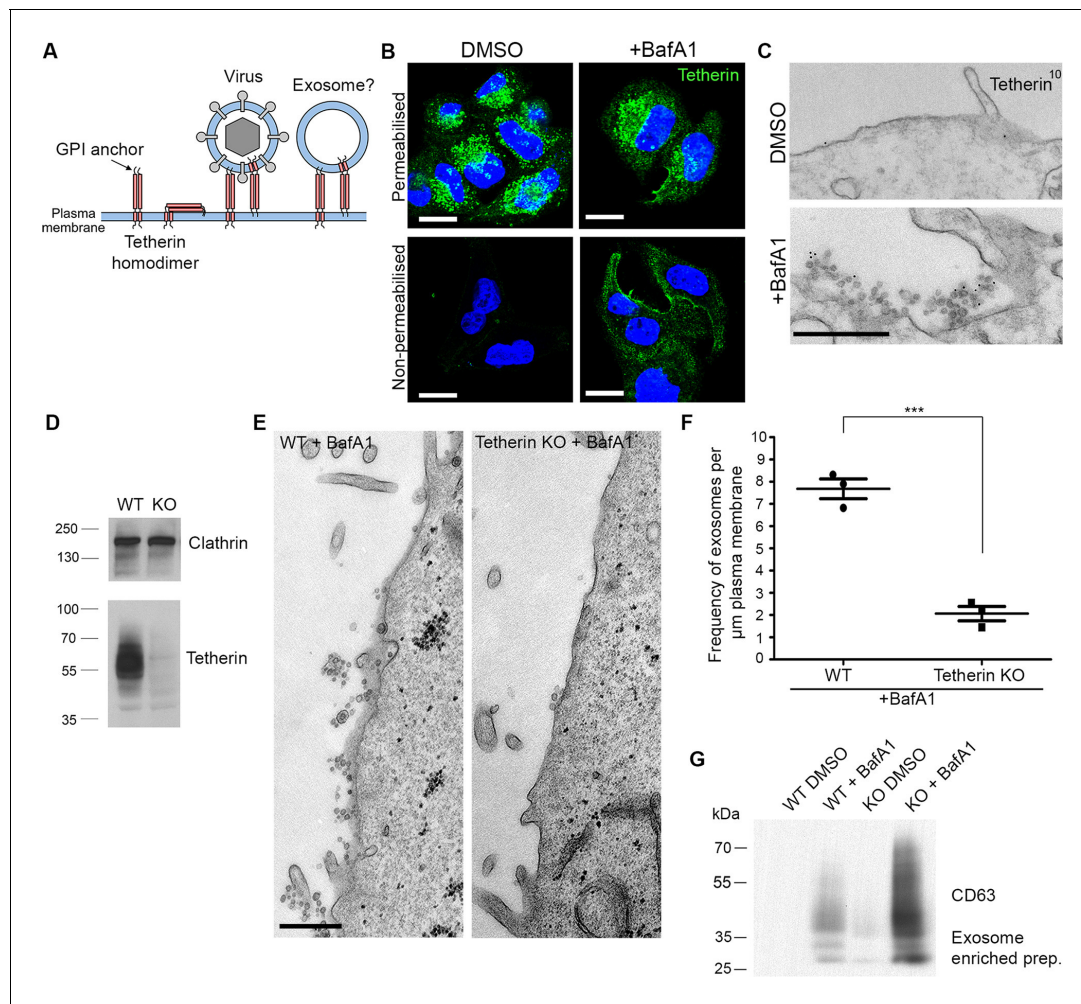 A
Virus
Exosome?
GPI anchor
Plasma
membrane
Tetherin
homodimer
B
DMSO
+BafA1
Tetherin
Permeabilised
Non-permeabilised
C
Tetherin10
DMSO
+BafA1
D
WT KO
250
130
Clathrin
100
70
55
35
Tetherin
E
WT + BafA1
Tetherin KO + BafA1
F
***
Frequency of exosomes per
µm plasma membrane
10
9
8
7
6
5
4
3
2
1
0
WT
Tetherin KO
+BafA1
G
WT DMSO
WT + BafA1
KO DMSO
KO + BafA1
kDa
70
55
35
25
CD63
Exosome
enriched prep.